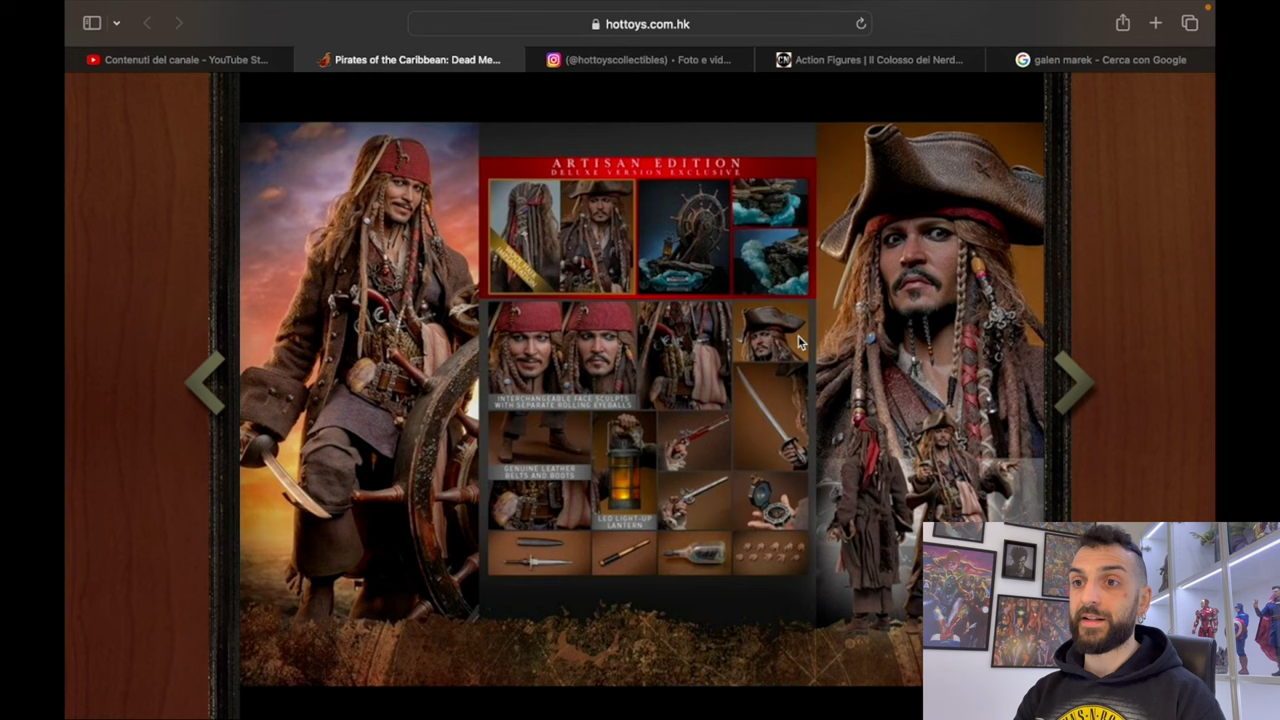 hottoys.com.hk
Contenuti del canale - YouTube St...
Pirates of the Caribbean: Dead Me...
(@hottoyscollectibles) • Foto e vid...
Action Figures | Il Colosso dei Nerd...
galen marek - Cerca con Google
ARTISAN EDITION
DELUXE VERSION EXCLUSIVE
INTERCHANGEABLE FACE SCULPTS
WITH SEPARATE ROLLING EYEBALLS
GENUINE LEATHER
BELTS AND BOOTS
LED LIGHT-UP
LANTERN